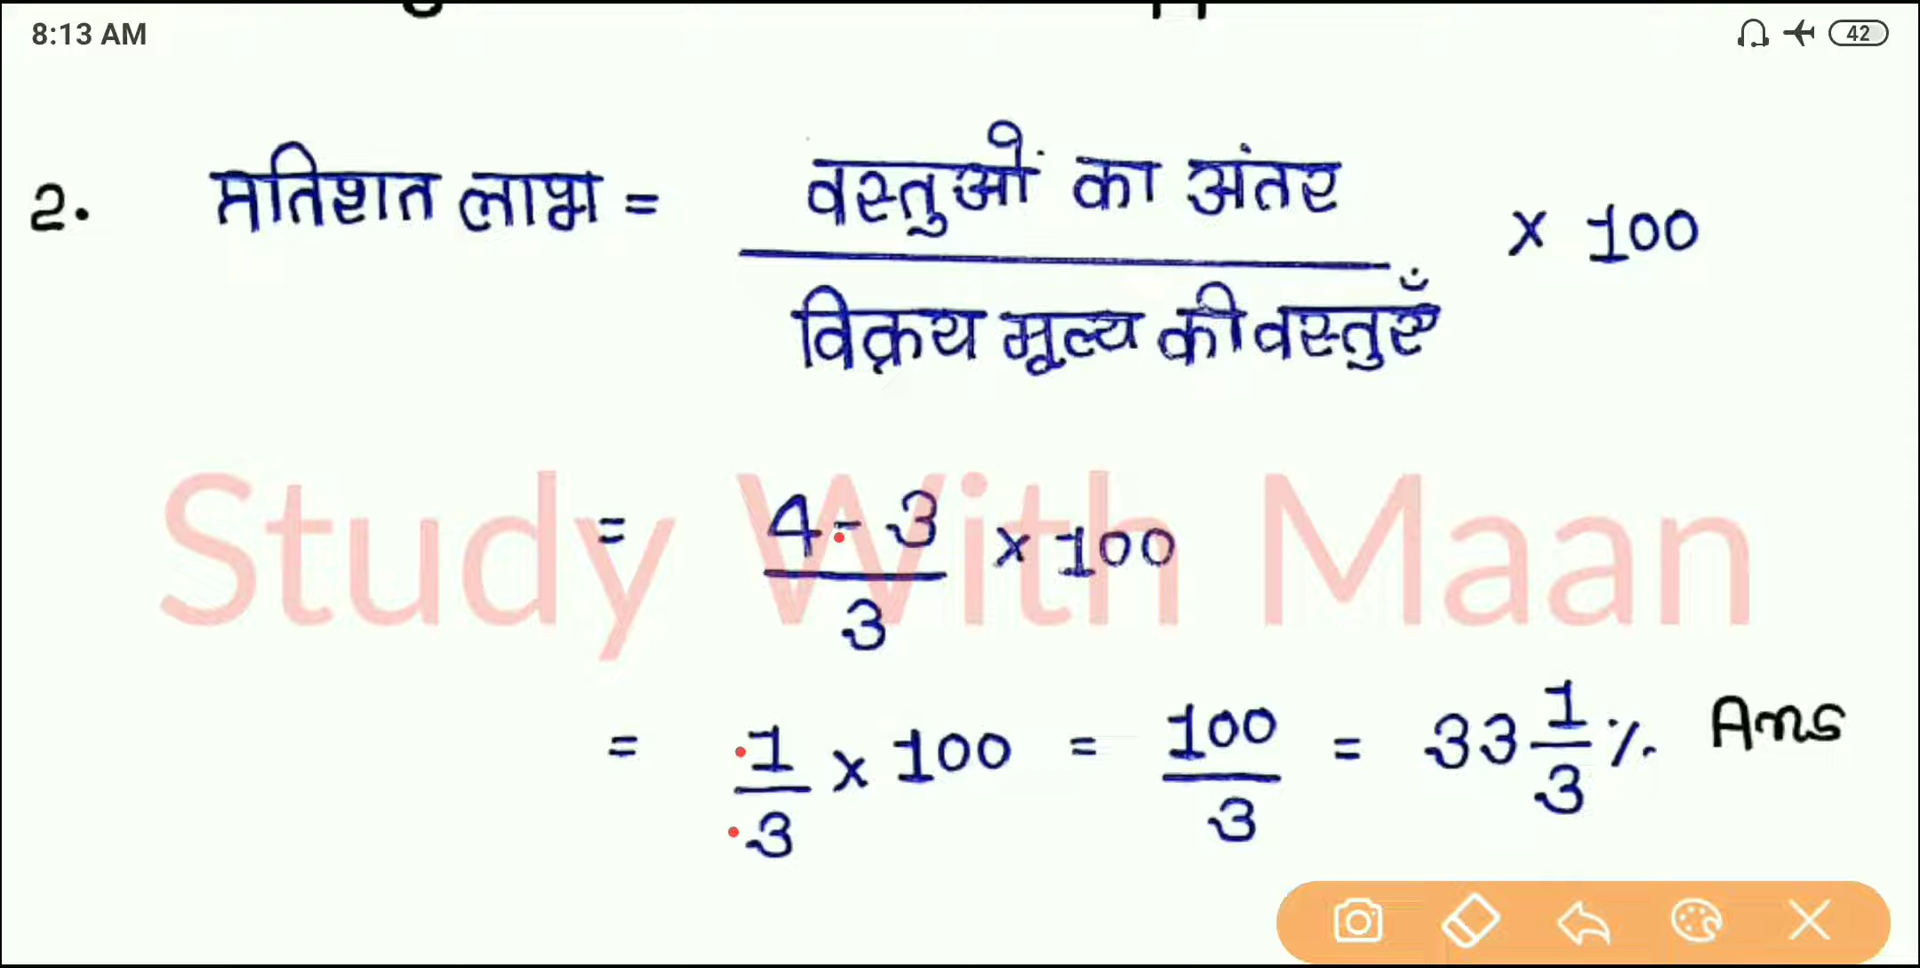 8:13 AM 42
2. प्रतिशत लाभ = वस्तुओं का अंतर / विक्रय मूल्य की वस्तुएँ × 100
= 4 - 3 / 3 × 100
= 1 / 3 × 100 = 100 / 3 = 33 1/3 % Ans
Study With Maan